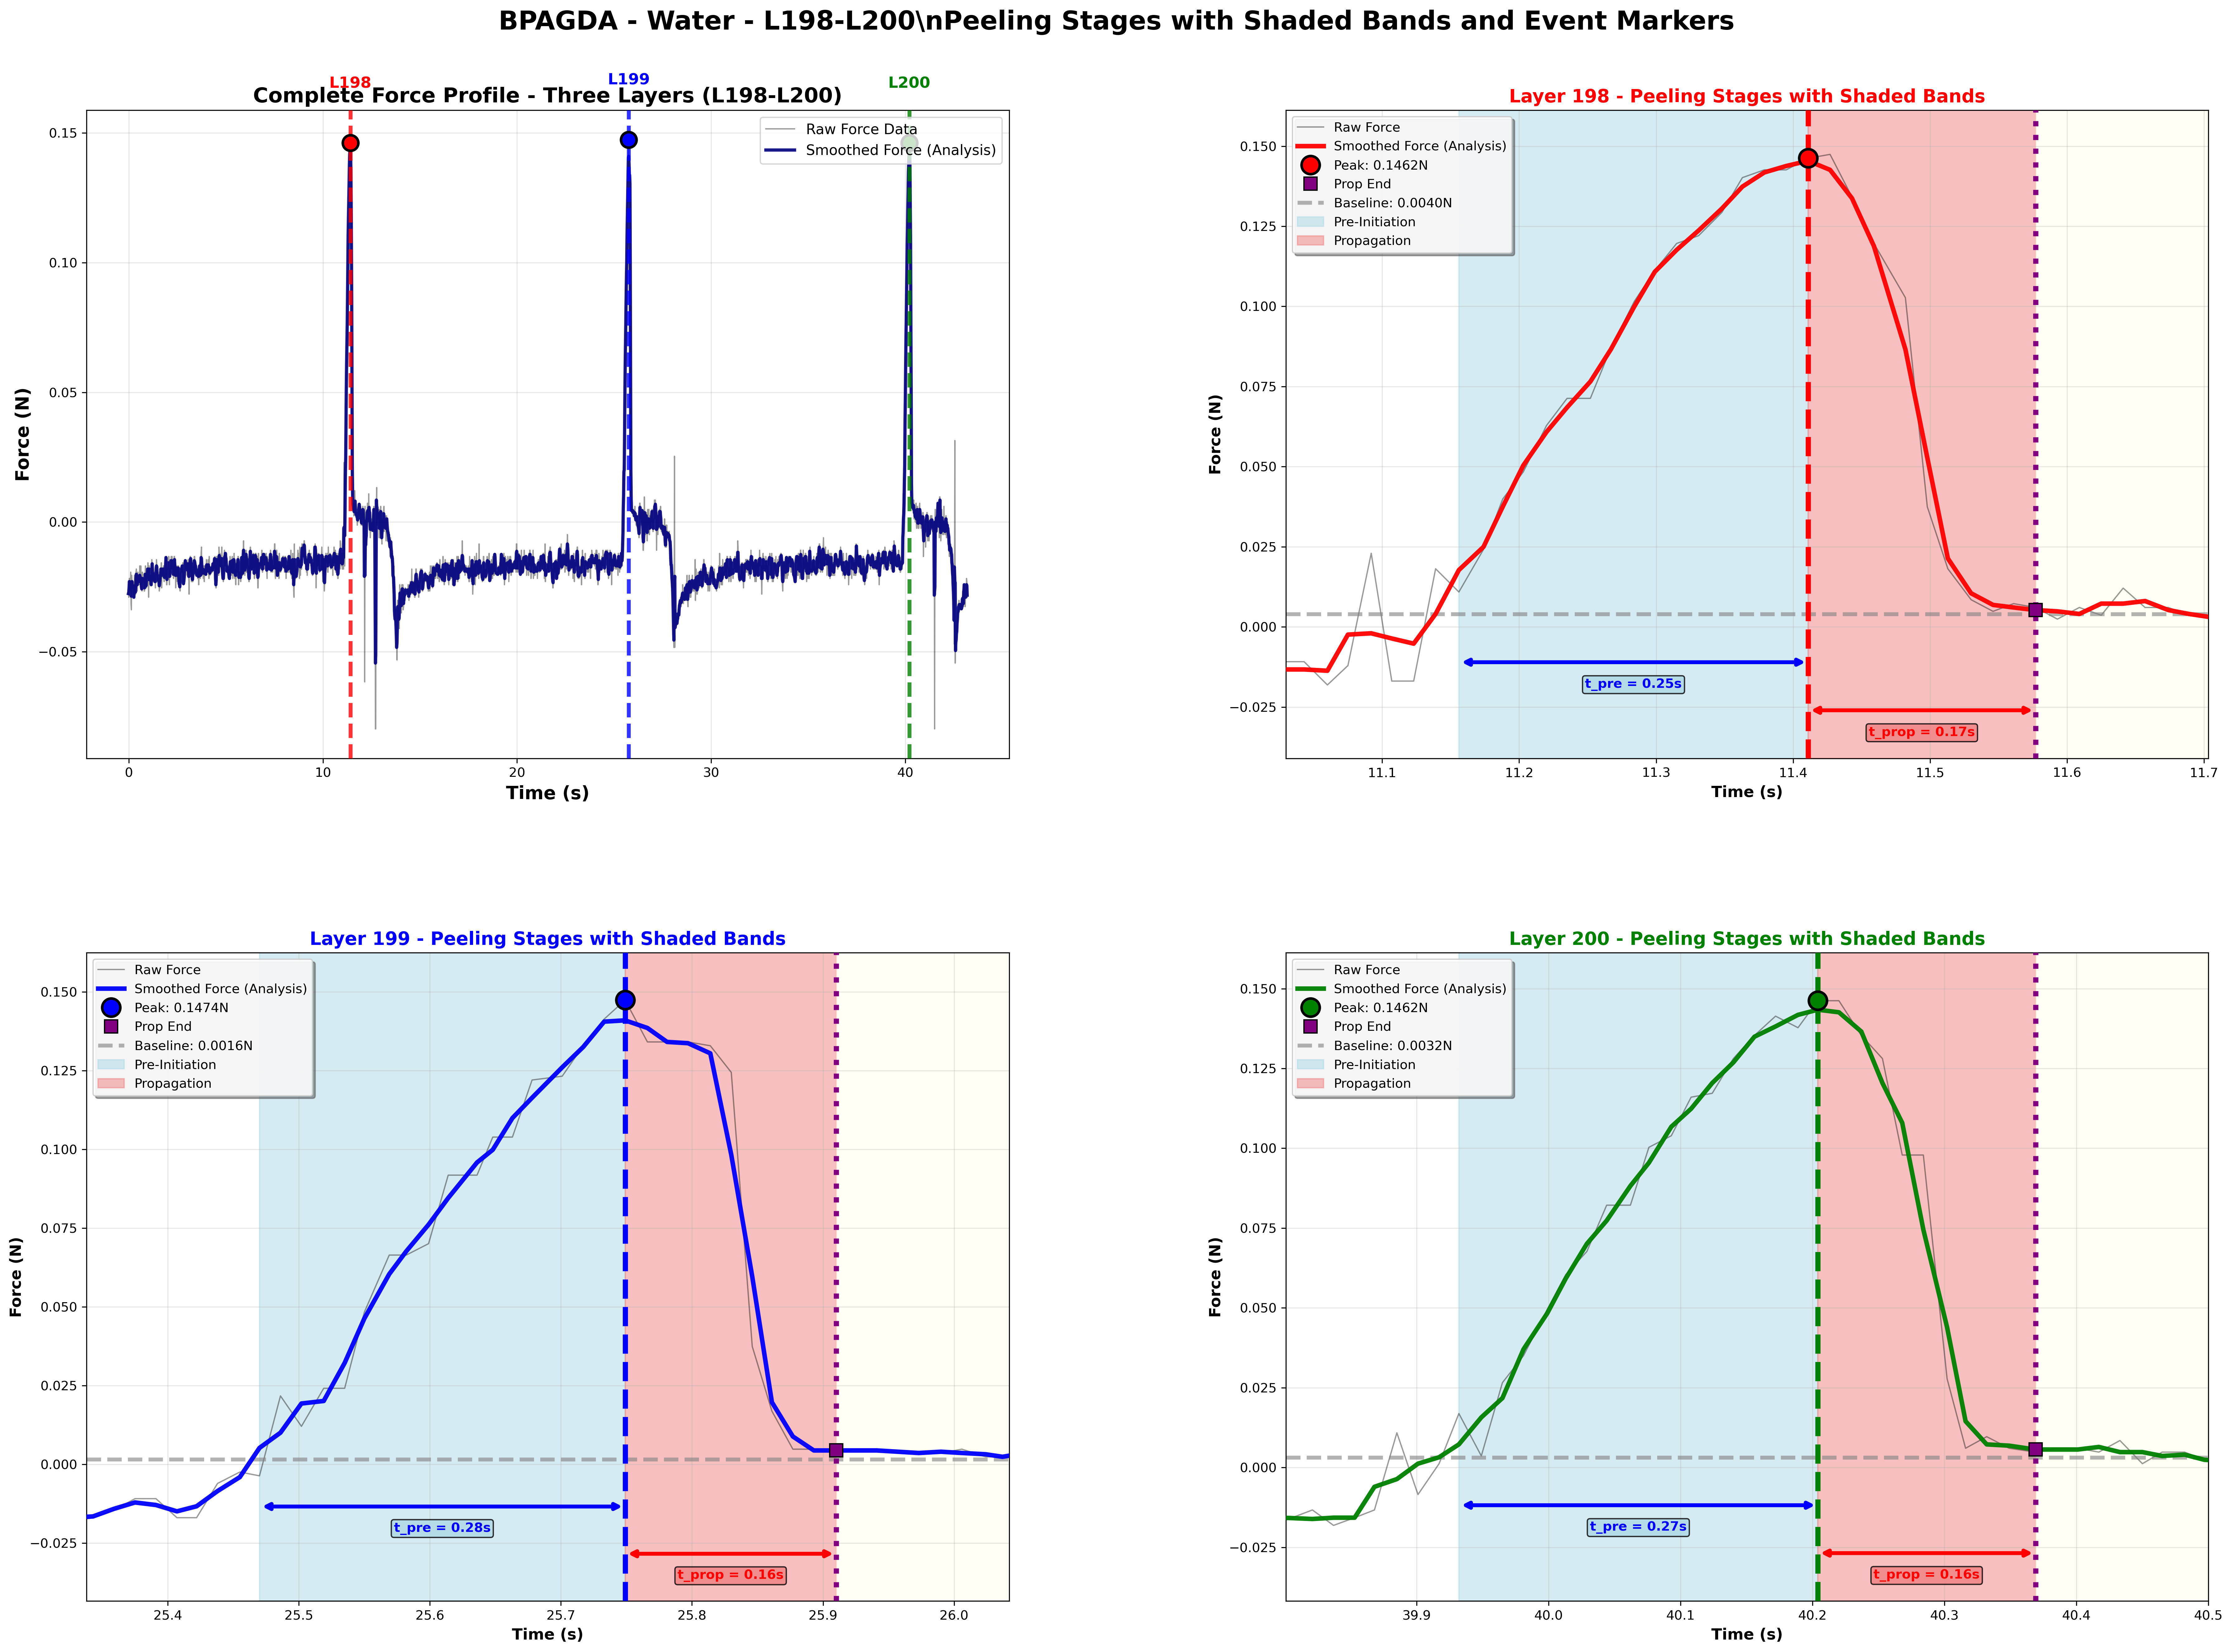 BPAGDA - Water - L198-L200\nPeeling Stages with Shaded Bands and Event Markers
L198
L199
L200
Complete Force Profile - Three Layers (L198-L200)
Raw Force Data
Smoothed Force (Analysis)
0.15
0.10
0.05
0.00
−0.05
Force (N)
0
10
20
30
40
Time (s)
Layer 198 - Peeling Stages with Shaded Bands
Raw Force
Smoothed Force (Analysis)
Peak: 0.1462N
Prop End
Baseline: 0.0040N
Pre-Initiation
Propagation
0.150
0.125
0.100
0.075
0.050
0.025
0.000
−0.025
Force (N)
t_pre = 0.25s
t_prop = 0.17s
11.1
11.2
11.3
11.4
11.5
11.6
11.7
Time (s)
Layer 199 - Peeling Stages with Shaded Bands
Raw Force
Smoothed Force (Analysis)
Peak: 0.1474N
Prop End
Baseline: 0.0016N
Pre-Initiation
Propagation
0.150
0.125
0.100
0.075
0.050
0.025
0.000
−0.025
Force (N)
t_pre = 0.28s
t_prop = 0.16s
25.4
25.5
25.6
25.7
25.8
25.9
26.0
Time (s)
Layer 200 - Peeling Stages with Shaded Bands
Raw Force
Smoothed Force (Analysis)
Peak: 0.1462N
Prop End
Baseline: 0.0032N
Pre-Initiation
Propagation
0.150
0.125
0.100
0.075
0.050
0.025
0.000
−0.025
Force (N)
t_pre = 0.27s
t_prop = 0.16s
39.9
40.0
40.1
40.2
40.3
40.4
40.5
Time (s)